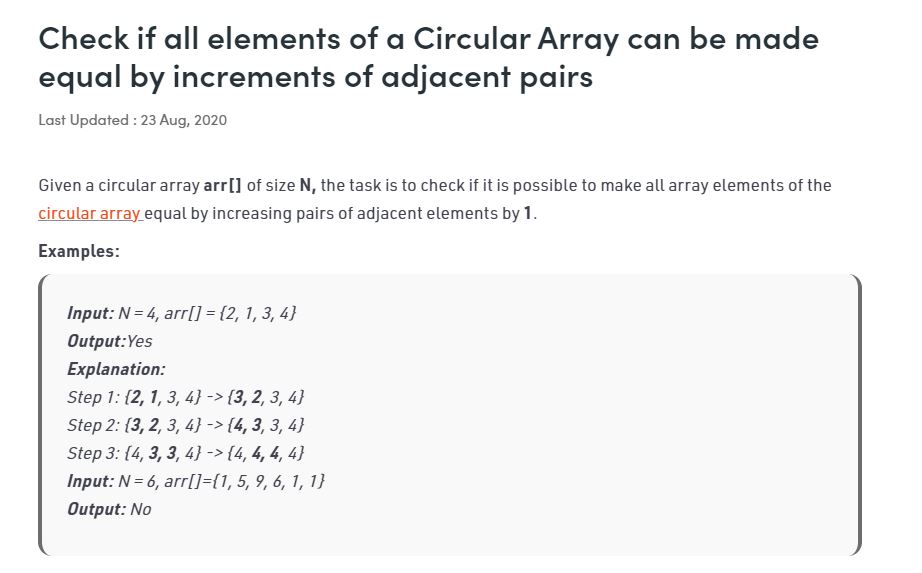 Check if all elements of a Circular Array can be made
equal by increments of adjacent pairs
Last Updated : 23 Aug, 2020
Given a circular array arr[] of size N, the task is to check if it is possible to make all array elements of the
circular array equal by increasing pairs of adjacent elements by 1.
Examples:
Input: N = 4, arr[] = {2, 1, 3, 4}
Output:Yes
Explanation:
Step 1: {2, 1, 3, 4} -> {3, 2, 3, 4}
Step 2: {3, 2, 3, 4} -> {4, 3, 3, 4}
Step 3: {4, 3, 3, 4} -> {4, 4, 4, 4}
Input: N = 6, arr[]={1, 5, 9, 6, 1, 1}
Output: No